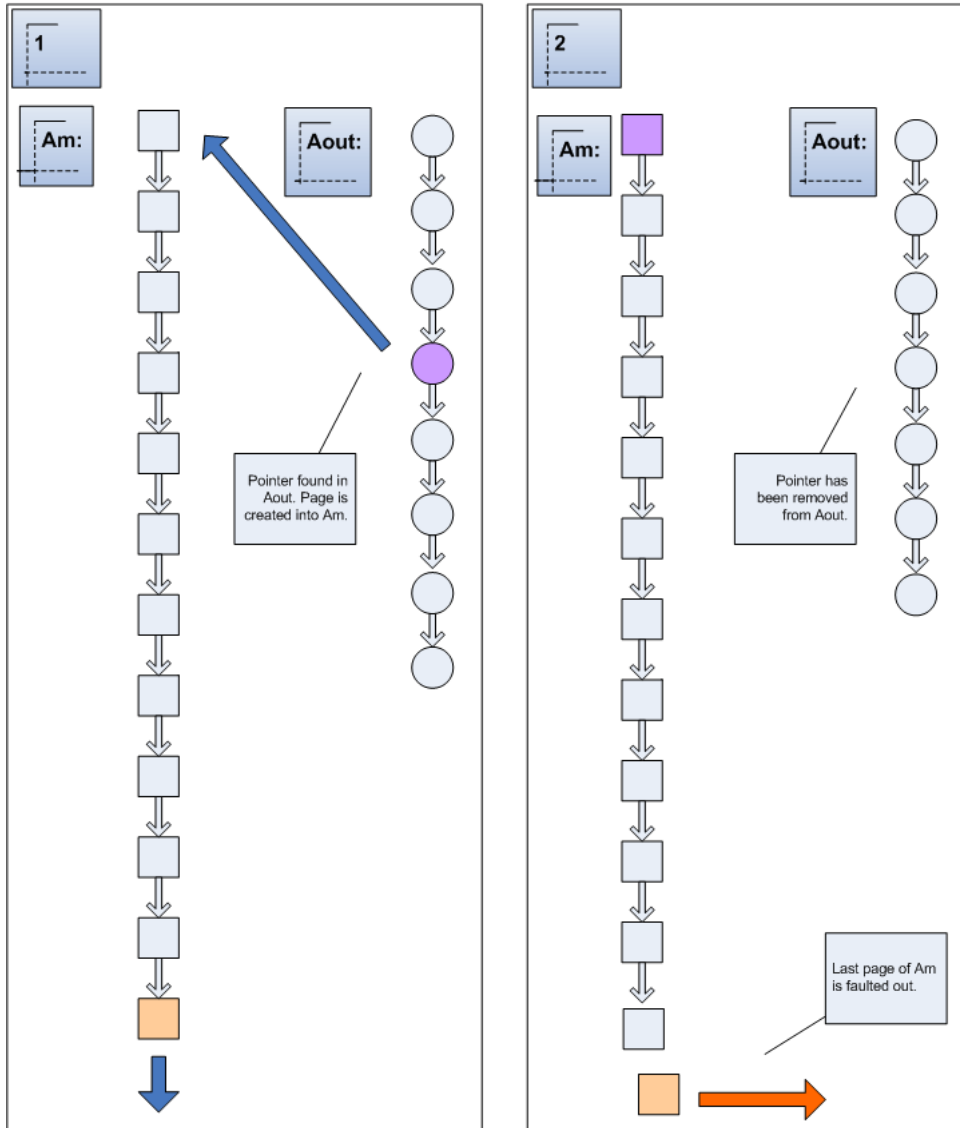 1
Am:
Aout:
Pointer found in
Aout. Page is
created into Am.
2
Am:
Aout:
Pointer has
been removed
from Aout.
Last page of Am
is faulted out.